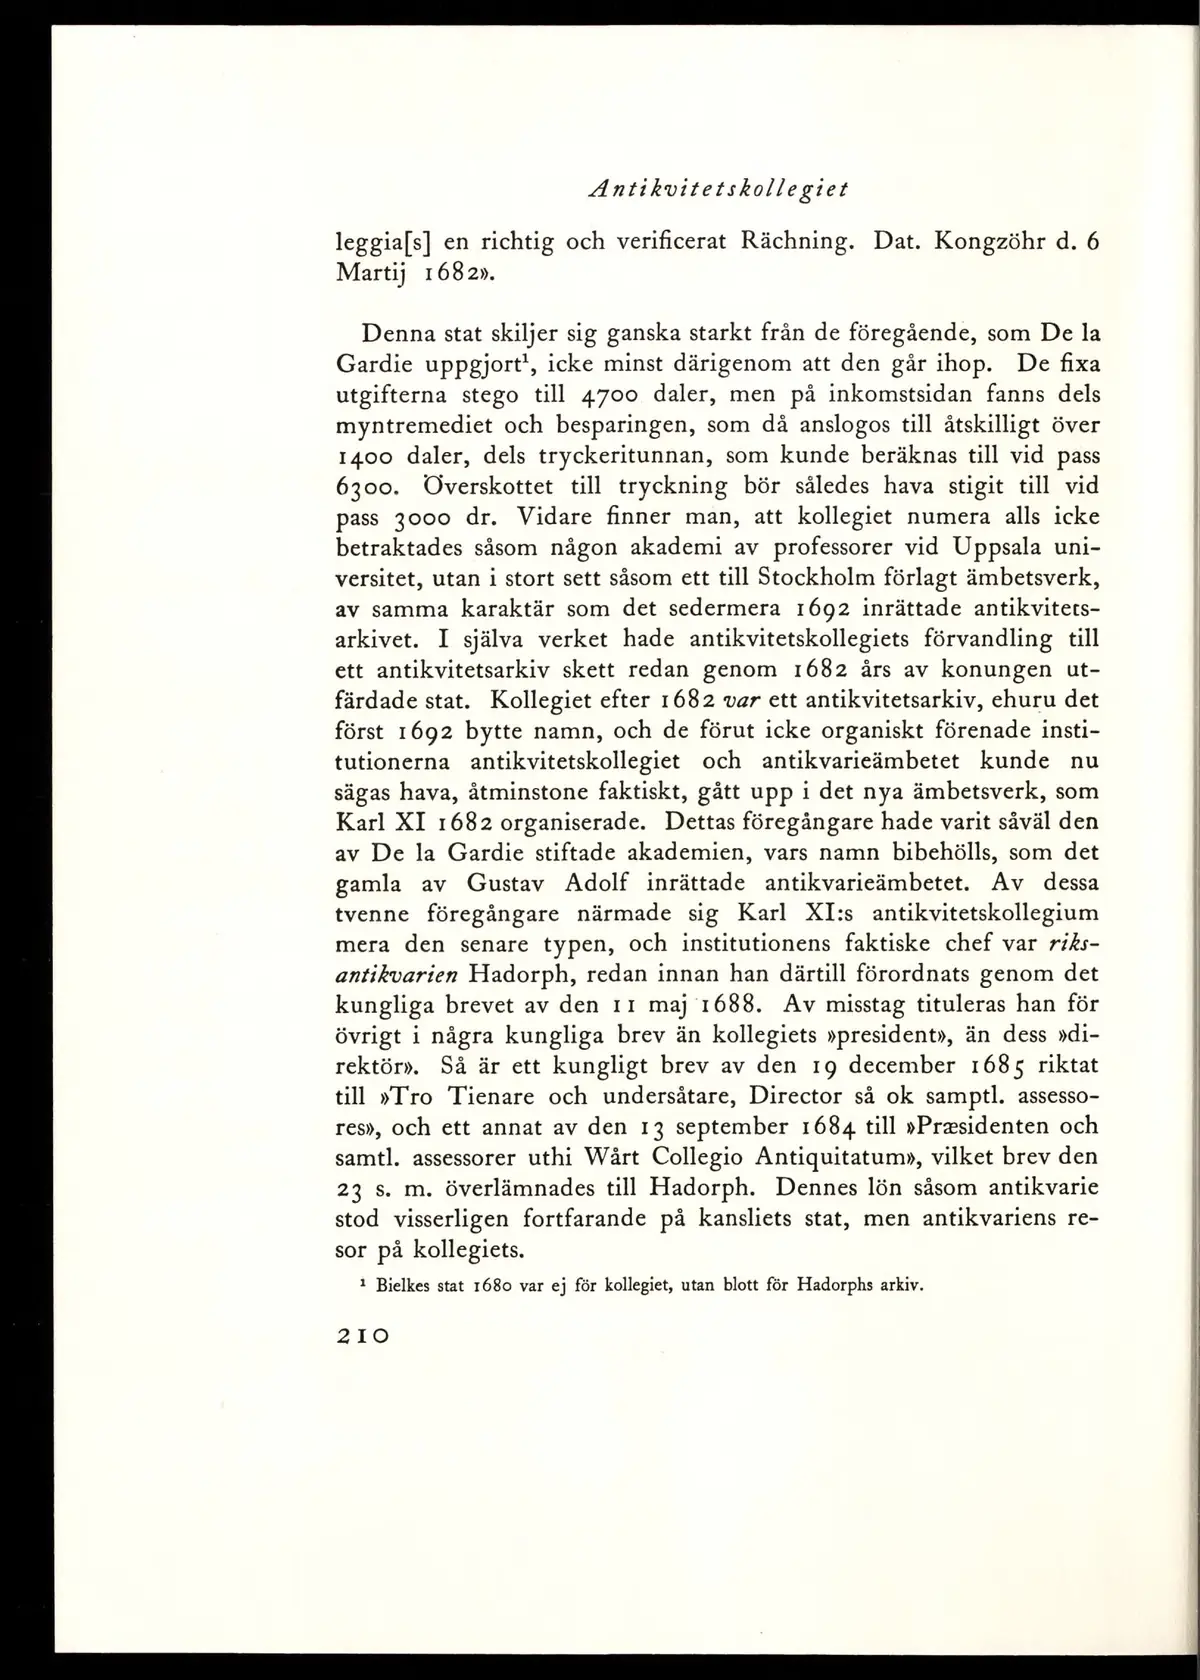 Antikvitetskollegiet
leggia[s] en richtig och verificerat Rächning. Dat. Kongzöhr d. 6
Martij 1682».
Denna stat skiljer sig ganska starkt från de föregående, som De la
Gardie uppgjort¹, icke minst därigenom att den går ihop. De fixa
utgifterna stego till 4700 daler, men på inkomstsidan fanns dels
myntremediet och besparingen, som då anslogos till åtskilligt över
1400 daler, dels tryckeritunnan, som kunde beräknas till vid pass
6300. Överskottet till tryckning bör således hava stigit till vid
pass 3000 dr. Vidare finner man, att kollegiet numera alls icke
betraktades såsom någon akademi av professorer vid Uppsala uni-
versitet, utan i stort sett såsom ett till Stockholm förlagt ämbetsverk,
av samma karaktär som det sedermera 1692 inrättade antikvitets-
arkivet. I själva verket hade antikvitetskollegiets förvandling till
ett antikvitetsarkiv skett redan genom 1682 års av konungen ut-
färdade stat. Kollegiet efter 1682 var ett antikvitetsarkiv, ehuru det
först 1692 bytte namn, och de förut icke organiskt förenade insti-
tutionerna antikvitetskollegiet och antikvarieämbetet kunde nu
sägas hava, åtminstone faktiskt, gått upp i det nya ämbetsverk, som
Karl XI 1682 organiserade. Dettas föregångare hade varit såväl den
av De la Gardie stiftade akademien, vars namn bibehölls, som det
gamla av Gustav Adolf inrättade antikvarieämbetet. Av dessa
tvenne föregångare närmade sig Karl XI:s antikvitetskollegium
mera den senare typen, och institutionens faktiske chef var riks-
antikvarien Hadorph, redan innan han därtill förordnats genom det
kungliga brevet av den 11 maj 1688. Av misstag tituleras han för
övrigt i några kungliga brev än kollegiets »president», än dess »di-
rektör». Så är ett kungligt brev av den 19 december 1685 riktat
till »Tro Tienare och undersåtare, Director så ok samptl. assesso-
res», och ett annat av den 13 september 1684 till »Præsidenten och
samtl. assessorer uthi Wårt Collegio Antiquitatum», vilket brev den
23 s. m. överlämnades till Hadorph. Dennes lön såsom antikvarie
stod visserligen fortfarande på kansliets stat, men antikvariens re-
sor på kollegiets.
¹ Bielkes stat 1680 var ej för kollegiet, utan blott för Hadorphs arkiv.
210